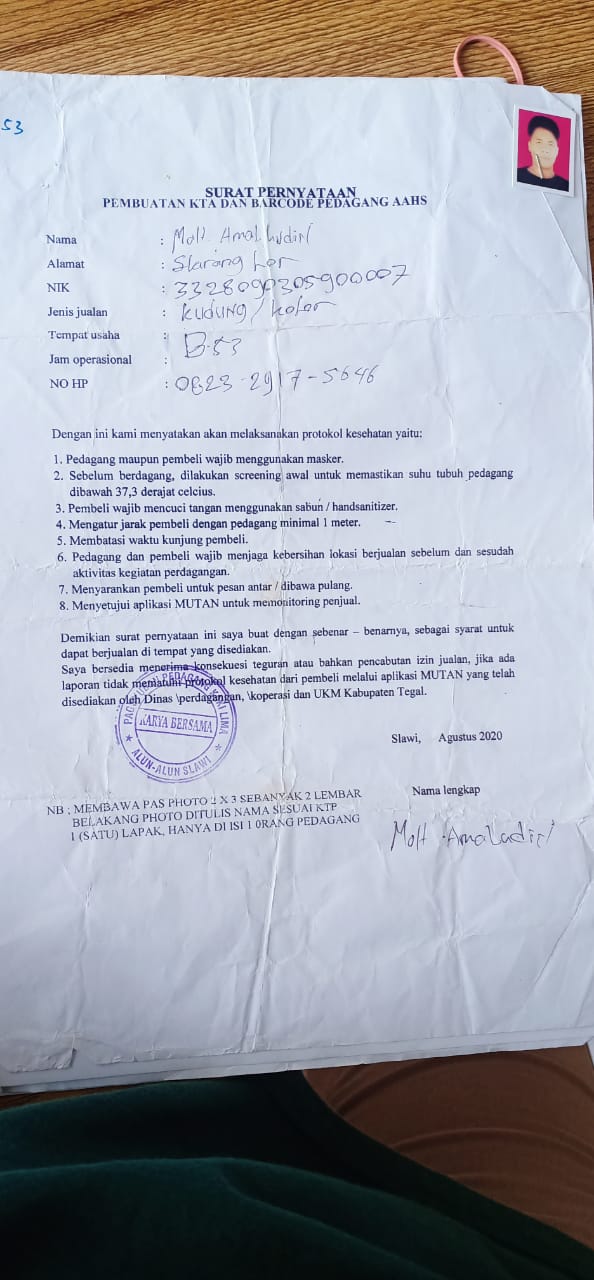 53
SURAT PERNYATAAN
PEMBUATAN KTA DAN BARCODE PEDAGANG AAHS
Nama : Moh. Amaludin
Alamat : Slarang Lor
NIK : 3328090305900007
Jenis jualan : kudung / kolor
Tempat usaha : B.53
Jam operasional :
NO HP : 0823-2917-5646
Dengan ini kami menyatakan akan melaksanakan protokol kesehatan yaitu:
1. Pedagang maupun pembeli wajib menggunakan masker.
2. Sebelum berdagang, dilakukan screening awal untuk memastikan suhu tubuh pedagang
dibawah 37,3 derajat celcius.
3. Pembeli wajib mencuci tangan menggunakan sabun / handsanitizer.
4. Mengatur jarak pembeli dengan pedagang minimal 1 meter.
5. Membatasi waktu kunjung pembeli.
6. Pedagang dan pembeli wajib menjaga kebersihan lokasi berjualan sebelum dan sesudah
aktivitas kegiatan perdagangan.
7. Menyarankan pembeli untuk pesan antar / dibawa pulang.
8. Menyetujui aplikasi MUTAN untuk memonitoring penjual.
Demikian surat pernyataan ini saya buat dengan sebenar – benarnya, sebagai syarat untuk
dapat berjualan di tempat yang disediakan.
Saya bersedia menerima konsekuesi teguran atau bahkan pencabutan izin jualan, jika ada
laporan tidak mematuhi protokol kesehatan dari pembeli melalui aplikasi MUTAN yang telah
disediakan oleh Dinas \perdagangan, \koperasi dan UKM Kabupaten Tegal.
PEDAGANG KAKI LIMA
KARYA BERSAMA
ALUN-ALUN SLAWI
Slawi, Agustus 2020
NB : MEMBAWA PAS PHOTO 2 X 3 SEBANYAK 2 LEMBAR
BELAKANG PHOTO DITULIS NAMA SESUAI KTP
1 (SATU) LAPAK, HANYA DI ISI 1 0RANG PEDAGANG
Nama lengkap
Moh. Amaludin